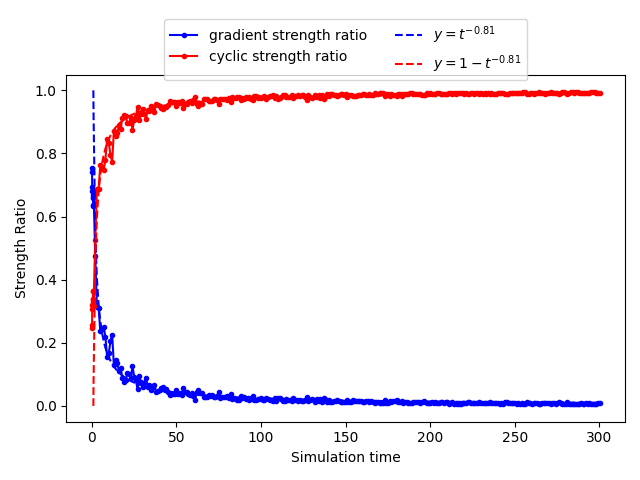 gradient strength ratio
cyclic strength ratio
y = t^{-0.81}
y = 1 − t^{-0.81}
Strength Ratio
1.0
0.8
0.6
0.4
0.2
0.0
0 50 100 150 200 250 300
Simulation time